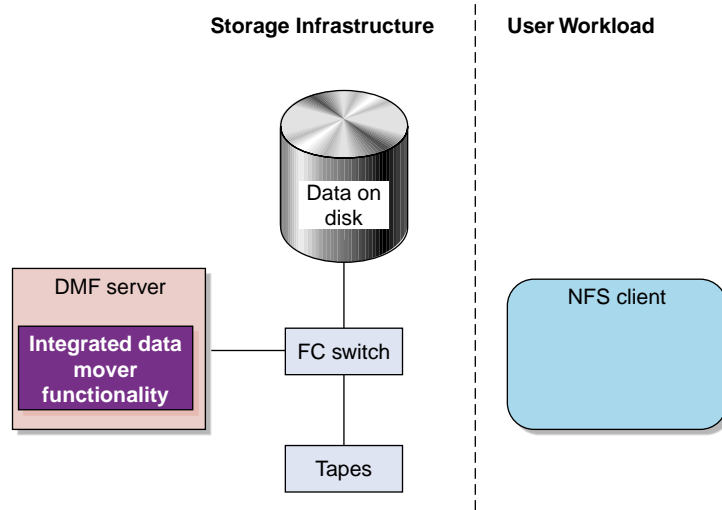 Storage Infrastructure
User Workload
Data on
disk
DMF server
Integrated data
mover
functionality
FC switch
Tapes
NFS client